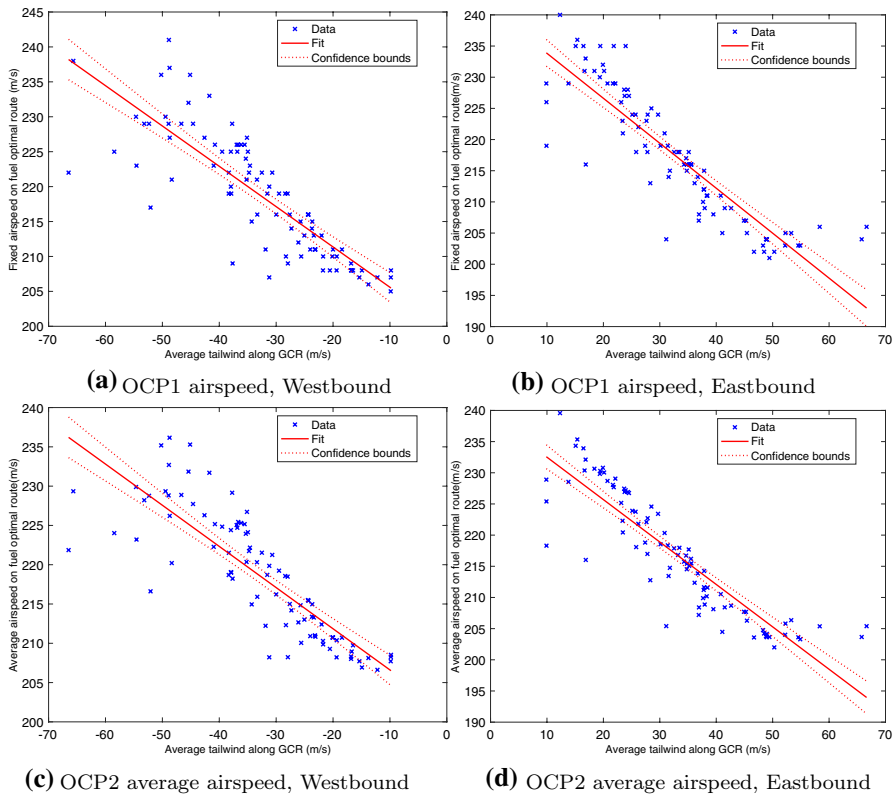 245
240
235
230
225
220
215
210
205
200
Fixed airspeed on fuel optimal route (m/s)
Data
Fit
Confidence bounds
-70 -60 -50 -40 -30 -20 -10 0
Average tailwind along GCR (m/s)
(a) OCP1 airspeed, Westbound
240
235
230
225
220
215
210
205
200
195
190
Fixed airspeed on fuel optimal route(m/s)
Data
Fit
Confidence bounds
0 10 20 30 40 50 60 70
Average tailwind along GCR (m/s)
(b) OCP1 airspeed, Eastbound
240
235
230
225
220
215
210
205
200
Average airspeed on fuel optimal route(m/s)
Data
Fit
Confidence bounds
-70 -60 -50 -40 -30 -20 -10 0
Average tailwind along GCR (m/s)
(c) OCP2 average airspeed, Westbound
240
235
230
225
220
215
210
205
200
195
190
Average airspeed on fuel optimal route (m/s)
Data
Fit
Confidence bounds
0 10 20 30 40 50 60 70
Average tailwind along GCR (m/s)
(d) OCP2 average airspeed, Eastbound